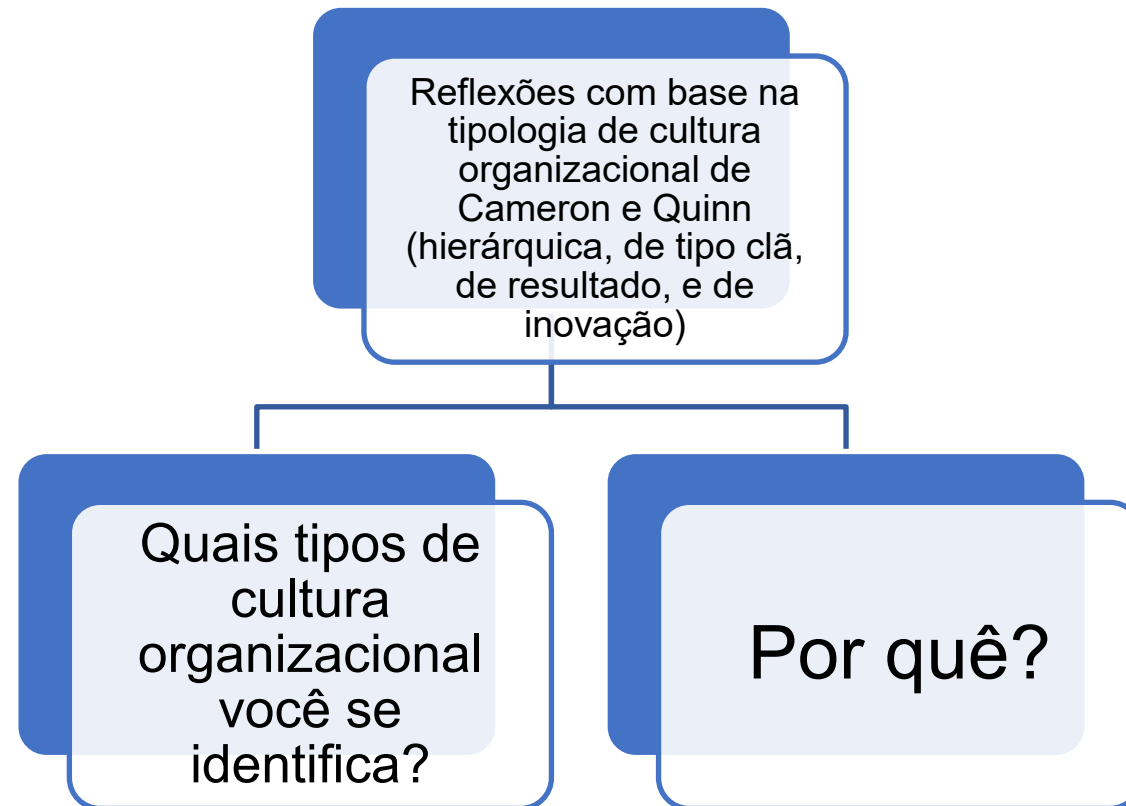 Reflexões com base na
tipologia de cultura
organizacional de
Cameron e Quinn
(hierárquica, de tipo clã,
de resultado, e de
inovação)
Quais tipos de
cultura
organizacional
você se
identifica?
Por quê?